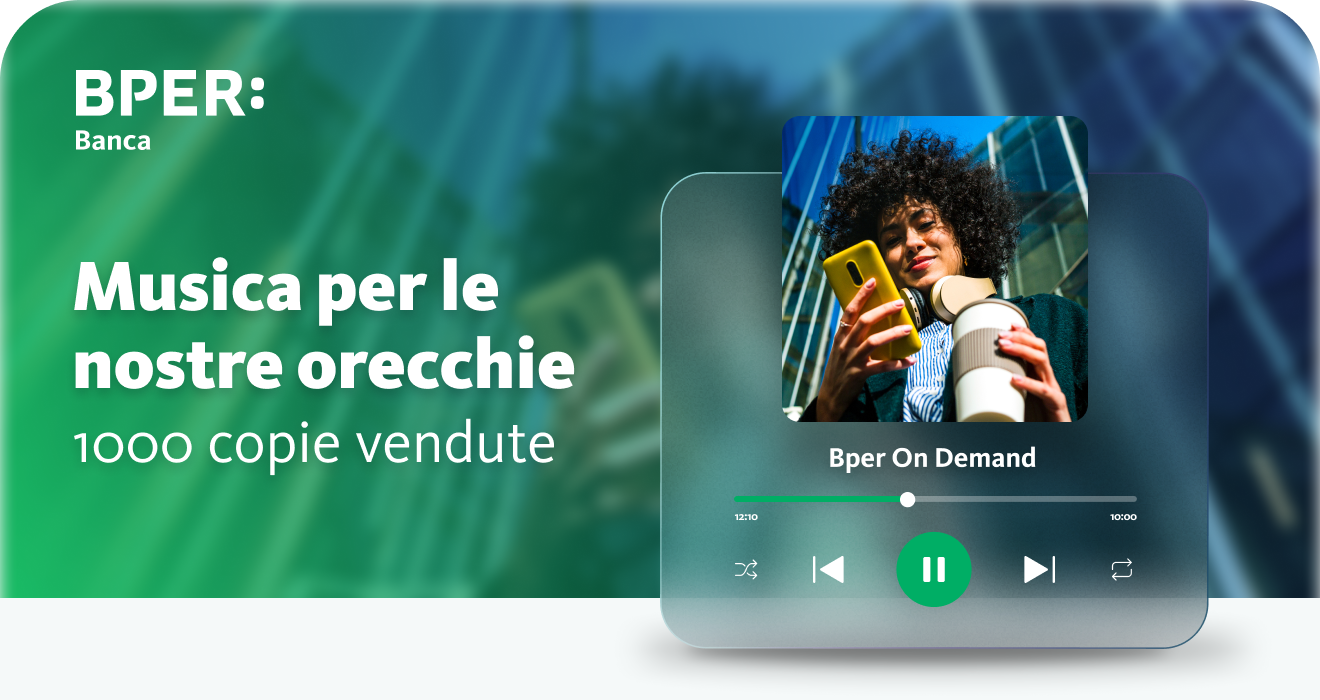 BPER:
Banca
Musica per le
nostre orecchie
1000 copie vendute
Bper On Demand
12:10 10:00